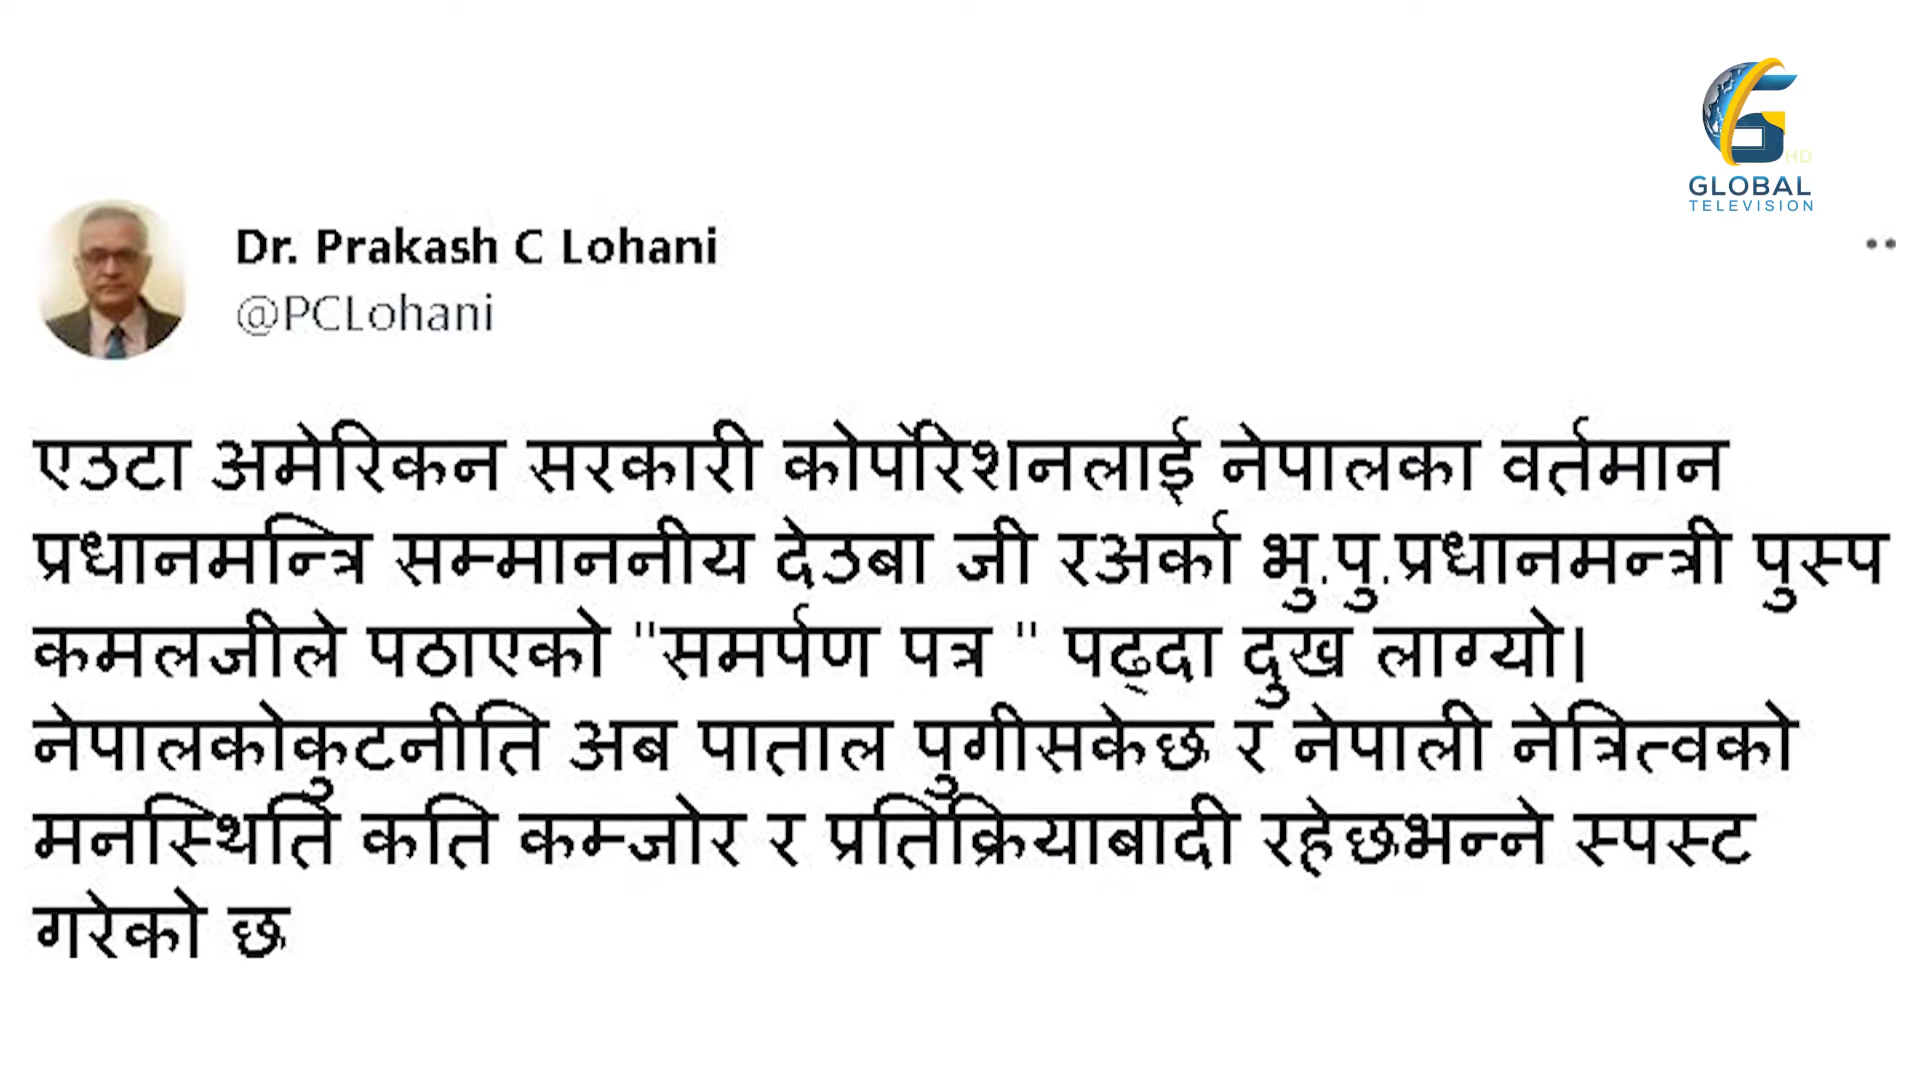 GLOBAL
TELEVISION
HD
Dr. Prakash C Lohani
@PCLohani
एउटा अमेरिकन सरकारी कोर्पोरेशनलाई नेपालका वर्तमान
प्रधानमन्त्रि सम्माननीय देउबा जी रअर्का भु.पु.प्रधानमन्त्री पुस्प
कमलजीले पठाएको "समर्पण पत्र " पढ्दा दुख लाग्यो।
नेपालकोकुटनीति अब पाताल पुगीसकेछ र नेपाली नेत्रित्वको
मनस्थिति कति कम्जोर र प्रतिक्रियाबादी रहेछभन्ने स्पस्ट
गरेको छ